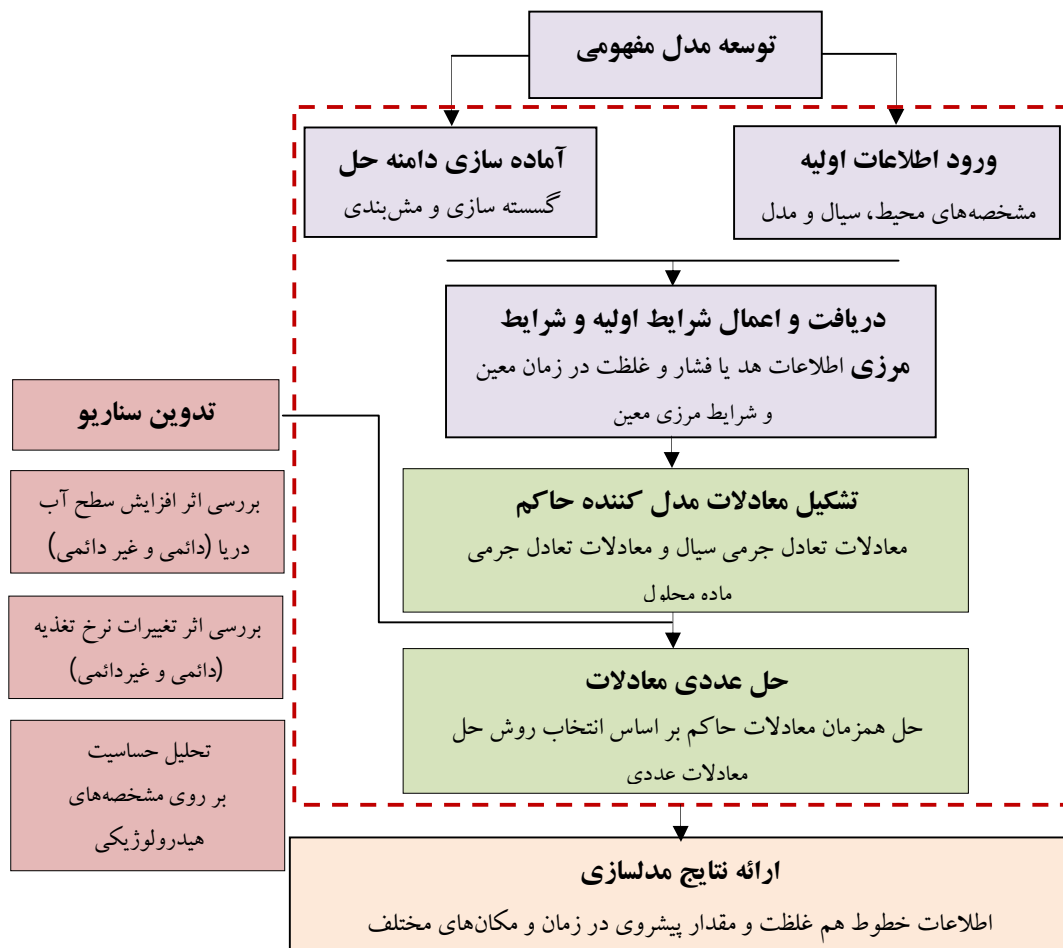 توسعه مدل مفهومی
ورود اطلاعات اولیه
مشخصه‌های محیط، سیال و مدل
آماده سازی دامنه حل
گسسته سازی و مش‌بندی
دریافت و اعمال شرایط اولیه و شرایط
مرزی اطلاعات هد یا فشار و غلظت در زمان معین
و شرایط مرزی معین
تشکیل معادلات مدل کننده حاکم
معادلات تعادل جرمی سیال و معادلات تعادل جرمی
ماده محلول
حل عددی معادلات
حل همزمان معادلات حاکم بر اساس انتخاب روش حل
معادلات عددی
تدوین سناریو
بررسی اثر افزایش سطح آب
دریا (دائمی و غیر دائمی)
بررسی اثر تغییرات نرخ تغذیه
(دائمی و غیردائمی)
تحلیل حساسیت
بر روی مشخصه‌های
هیدرولوژیکی
ارائه نتایج مدلسازی
اطلاعات خطوط هم غلظت و مقدار پیشروی در زمان و مکان‌های مختلف